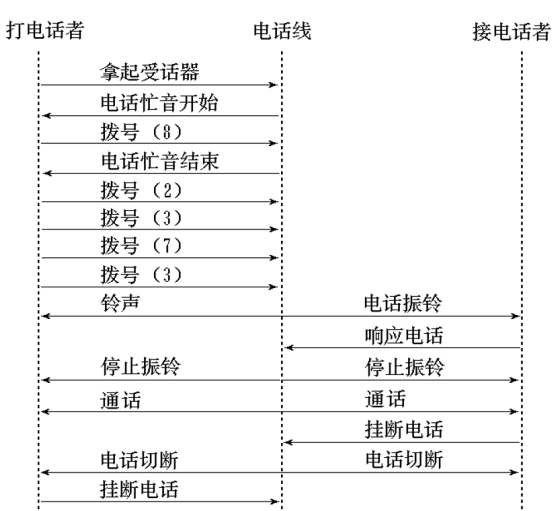 打电话者 电话线 接电话者
拿起受话器
电话忙音开始
拨号（8）
电话忙音结束
拨号（2）
拨号（3）
拨号（7）
拨号（3）
铃声 电话振铃
响应电话
停止振铃 停止振铃
通话 通话
挂断电话
电话切断 电话切断
挂断电话